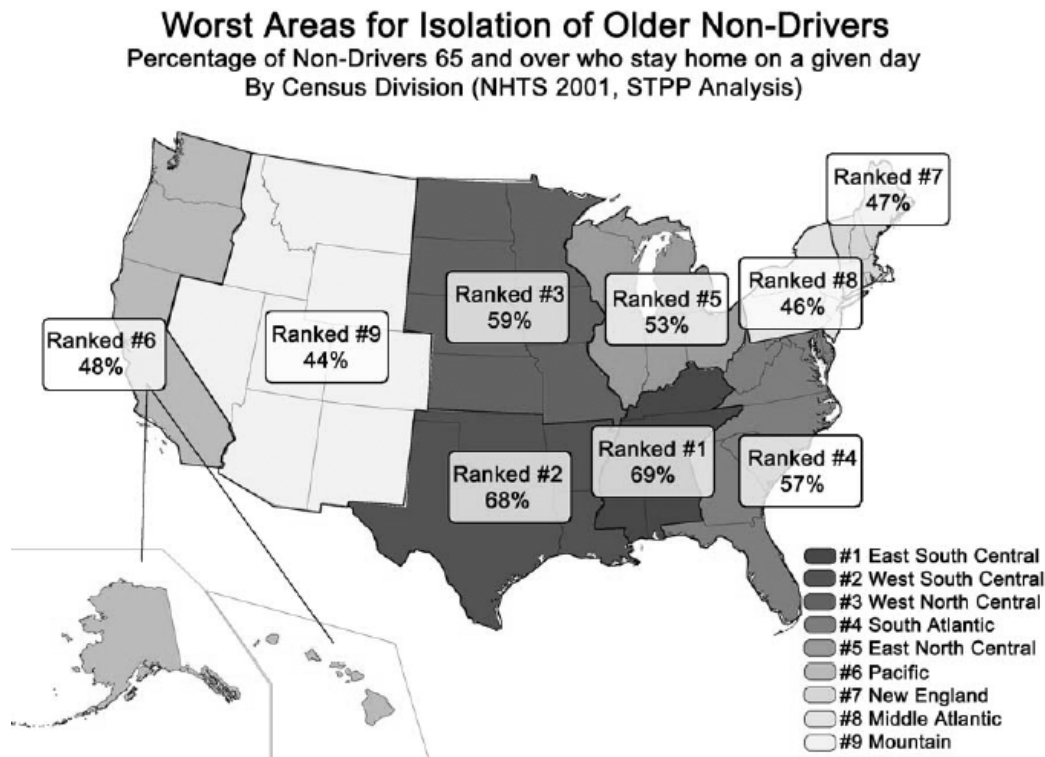 Worst Areas for Isolation of Older Non-Drivers
Percentage of Non-Drivers 65 and over who stay home on a given day
By Census Division (NHTS 2001, STPP Analysis)
Ranked #7
47%
Ranked #3
59%
Ranked #5
53%
Ranked #8
46%
Ranked #6
48%
Ranked #9
44%
Ranked #2
68%
Ranked #1
69%
Ranked #4
57%
#1 East South Central
#2 West South Central
#3 West North Central
#4 South Atlantic
#5 East North Central
#6 Pacific
#7 New England
#8 Middle Atlantic
#9 Mountain